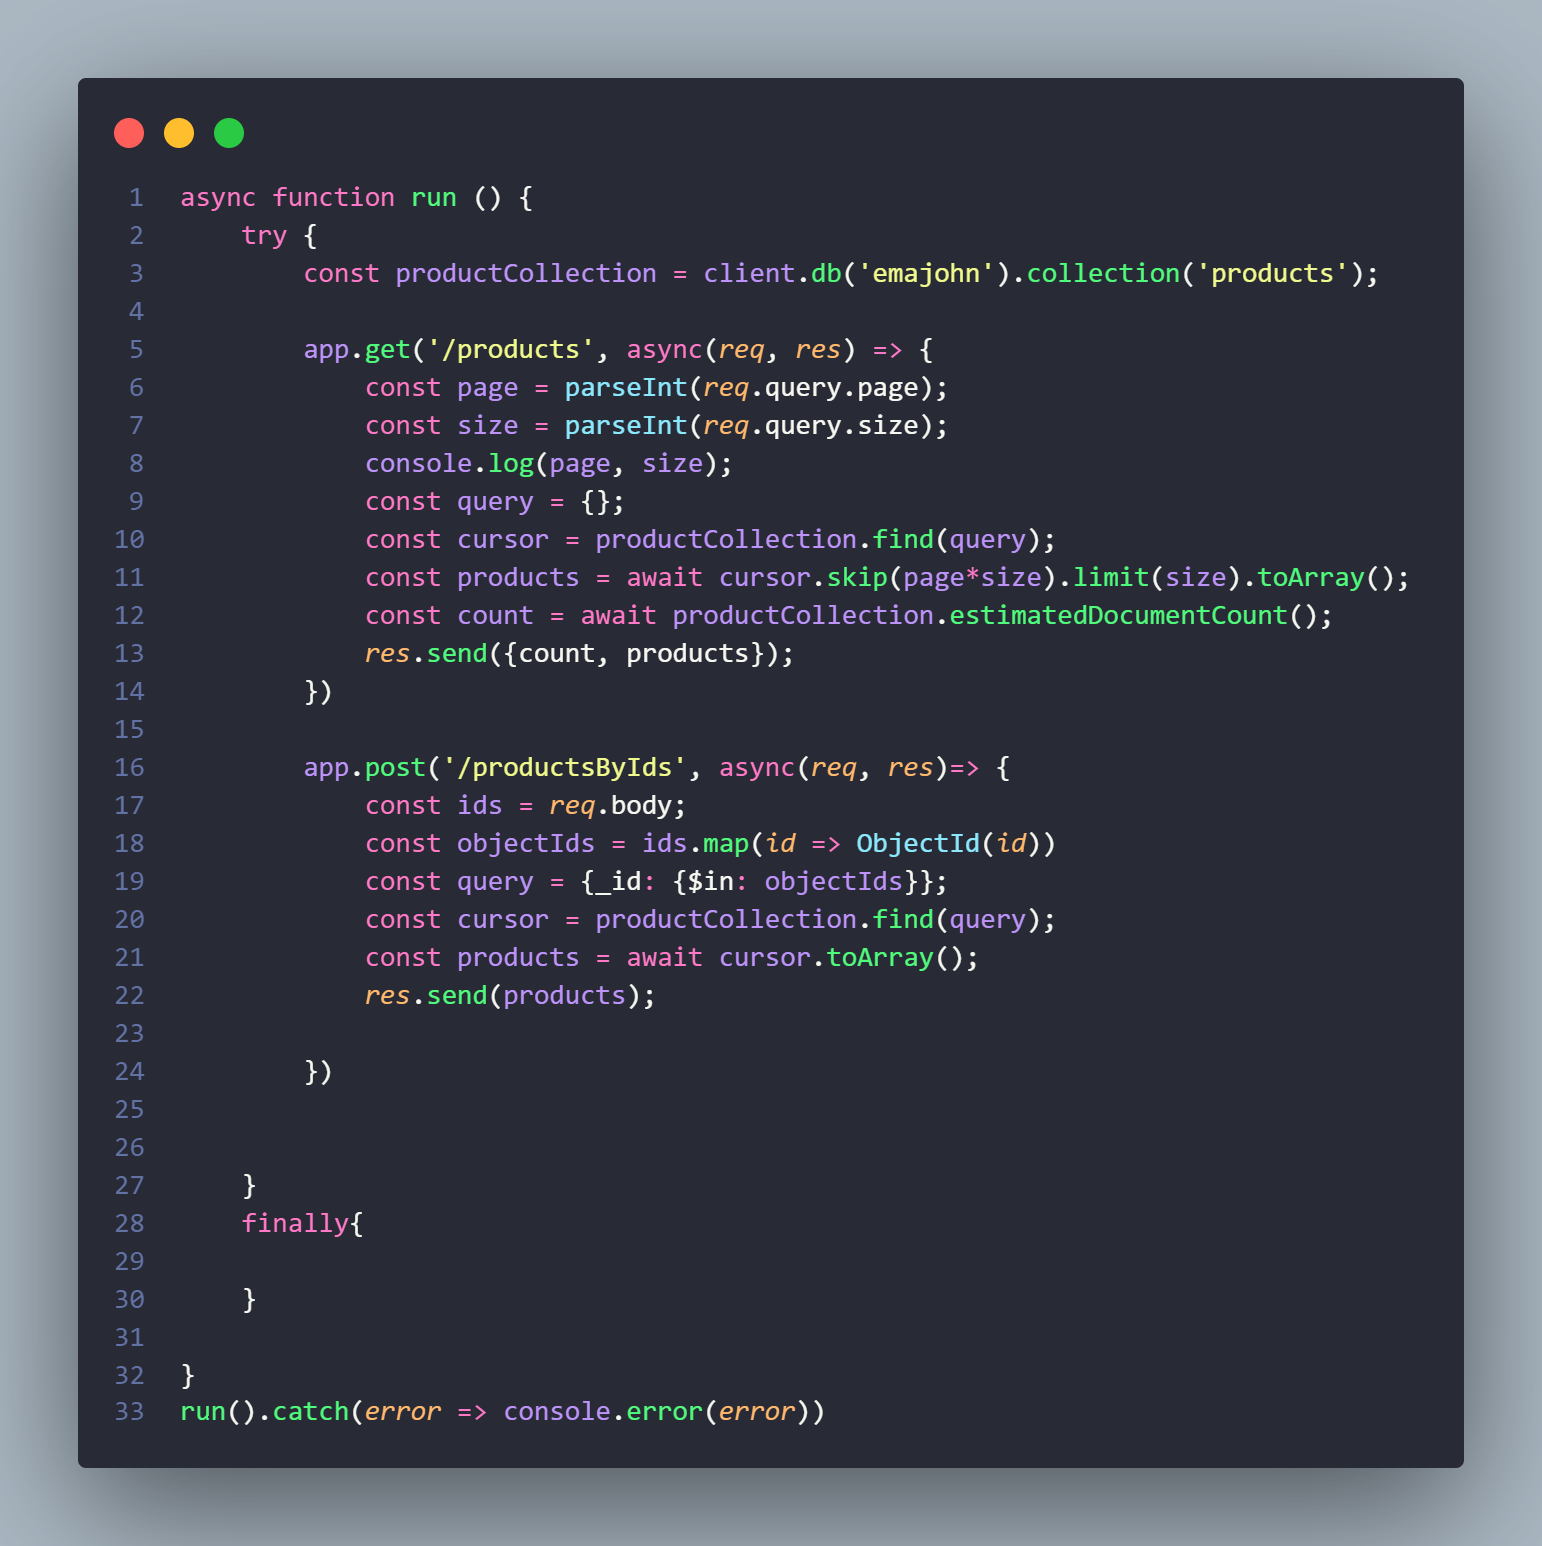 1 async function run () {
2     try {
3         const productCollection = client.db('emajohn').collection('products');
4
5         app.get('/products', async(req, res) => {
6             const page = parseInt(req.query.page);
7             const size = parseInt(req.query.size);
8             console.log(page, size);
9             const query = {};
10             const cursor = productCollection.find(query);
11             const products = await cursor.skip(page*size).limit(size).toArray();
12             const count = await productCollection.estimatedDocumentCount();
13             res.send({count, products});
14         })
15
16         app.post('/productsByIds', async(req, res)=> {
17             const ids = req.body;
18             const objectIds = ids.map(id => ObjectId(id))
19             const query = {_id: {$in: objectIds}};
20             const cursor = productCollection.find(query);
21             const products = await cursor.toArray();
22             res.send(products);
23
24         })
25
26
27     }
28     finally{
29
30     }
31
32 }
33 run().catch(error => console.error(error))